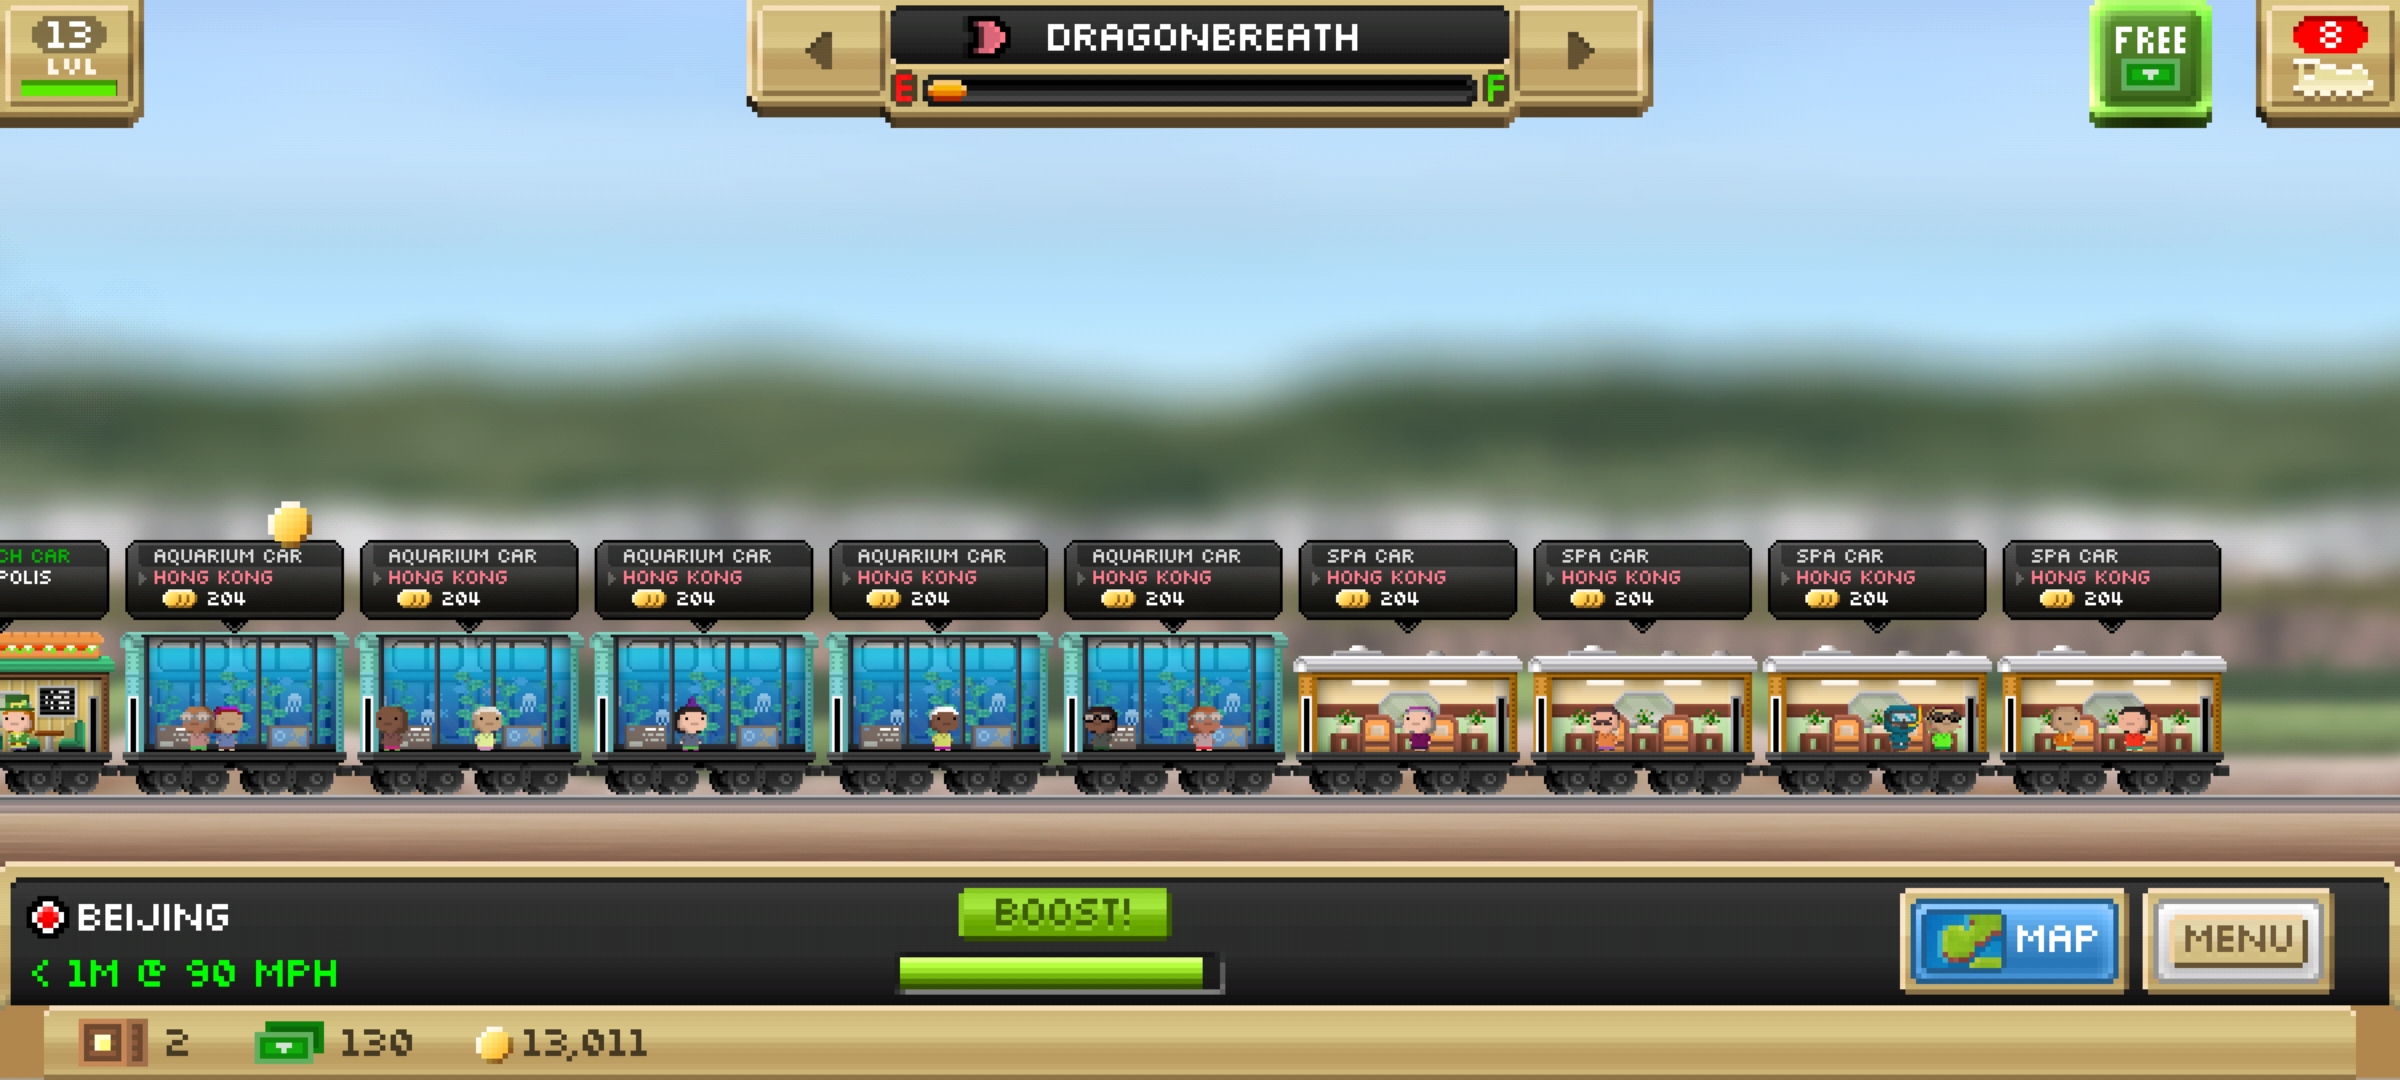 13
LVL
DRAGONBREATH
E F
FREE
8
CH CAR
POLIS
AQUARIUM CAR
HONG KONG
204
AQUARIUM CAR
HONG KONG
204
AQUARIUM CAR
HONG KONG
204
AQUARIUM CAR
HONG KONG
204
AQUARIUM CAR
HONG KONG
204
SPA CAR
HONG KONG
204
SPA CAR
HONG KONG
204
SPA CAR
HONG KONG
204
SPA CAR
HONG KONG
204
BEIJING
< 1M @ 90 MPH
BOOST!
MAP
MENU
2
130
13,011